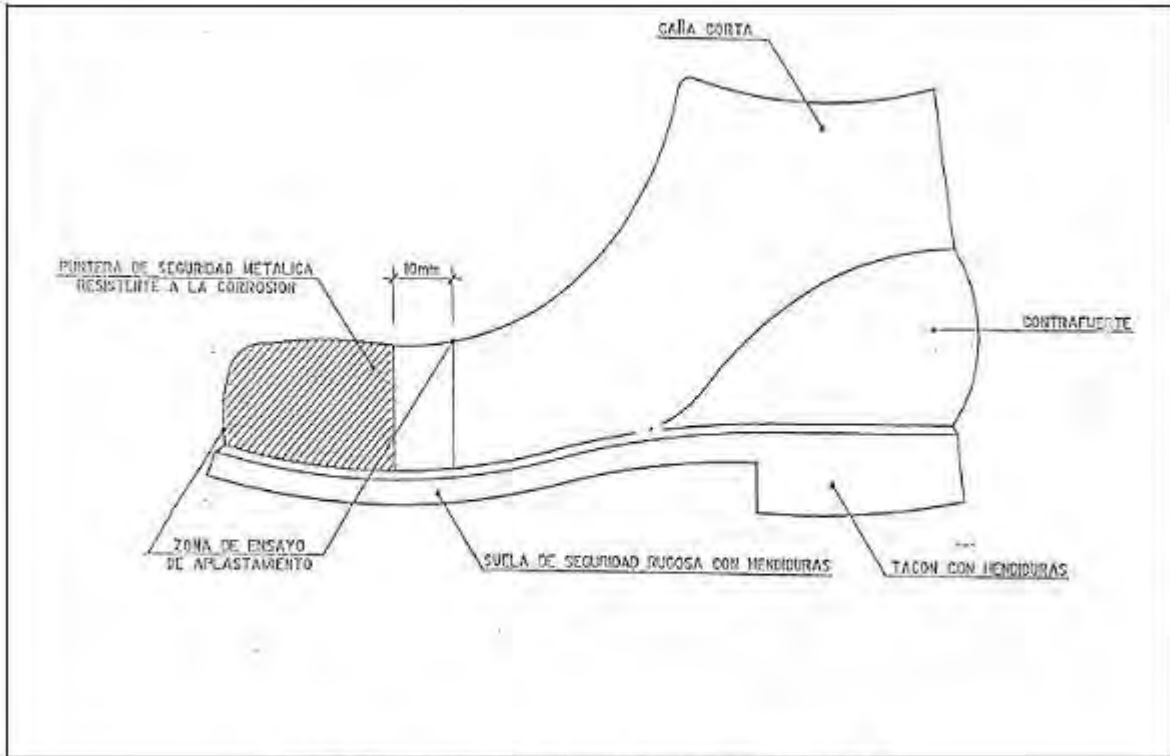 CAÑA CORTA
PUNTERA DE SEGURIDAD METALICA
RESISTENTE A LA CORROSION
10mm
CONTRAFUERTE
ZONA DE ENSAYO
DE APLASTAMIENTO
SUELA DE SEGURIDAD RUGOSA CON HENDIDURAS
TACON CON HENDIDURAS